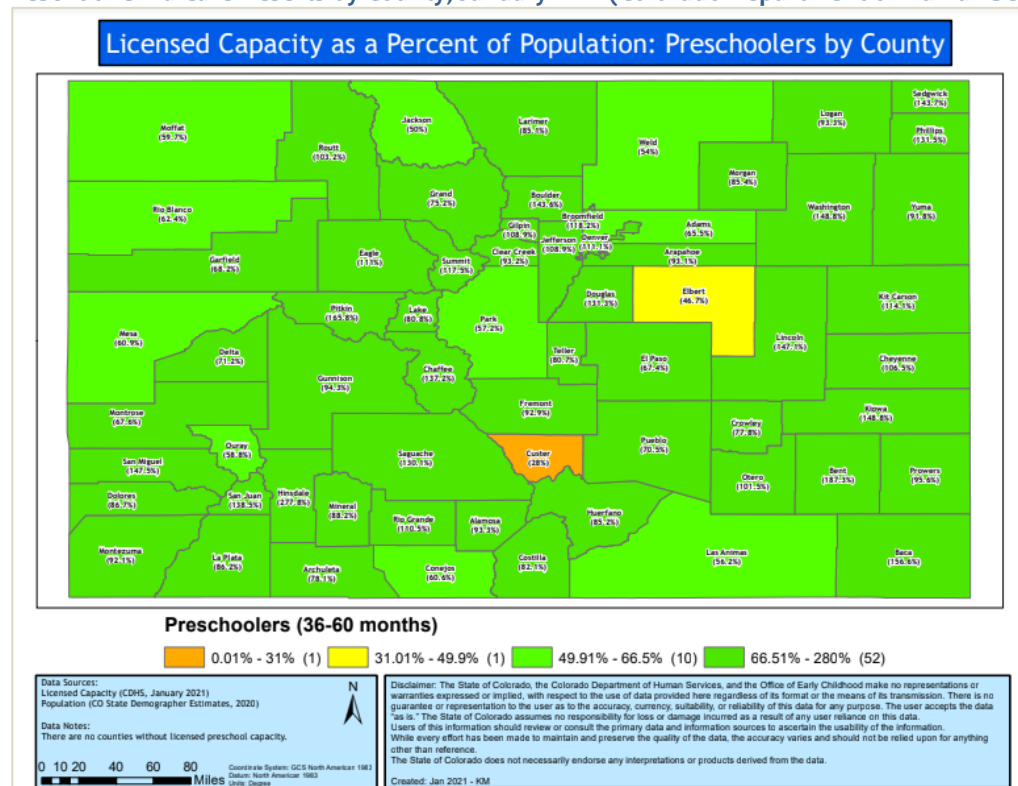 Licensed Capacity as a Percent of Population: Preschoolers by County
Moffat
(59.7%)
Routt
(103.2%)
Jackson
(50%)
Larimer
(85.1%)
Weld
(54%)
Logan
(93.3%)
Sedgwick
(143.7%)
Phillips
(131.5%)
Morgan
(85.4%)
Rio Blanco
(62.4%)
Grand
(75.2%)
Boulder
(143.6%)
Broomfield
(118.2%)
Washington
(148.8%)
Yuma
(91.8%)
Gilpin
(108.9%)
Jefferson
(108.9%)
Denver
(111.1%)
Adams
(65.5%)
Garfield
(68.2%)
Eagle
(111%)
Summit
(117.5%)
Clear Creek
(93.2%)
Arapahoe
(93.1%)
Douglas
(131.3%)
Elbert
(46.7%)
Kit Carson
(114.1%)
Pitkin
(165.8%)
Lake
(80.8%)
Park
(57.2%)
Mesa
(60.9%)
Lincoln
(147.1%)
Delta
(71.2%)
Teller
(80.7%)
El Paso
(67.4%)
Cheyenne
(106.5%)
Gunnison
(94.3%)
Chaffee
(137.2%)
Fremont
(92.9%)
Montrose
(67.6%)
Crowley
(77.8%)
Kiowa
(148.8%)
Ouray
(58.8%)
Saguache
(130.1%)
Custer
(28%)
Pueblo
(70.5%)
San Miguel
(147.5%)
Otero
(101.5%)
Bent
(187.3%)
Prowers
(95.6%)
Dolores
(86.7%)
San Juan
(138.5%)
Hinsdale
(277.8%)
Mineral
(88.2%)
Rio Grande
(110.5%)
Alamosa
(93.3%)
Huerfano
(85.2%)
Montezuma
(92.1%)
La Plata
(86.2%)
Archuleta
(78.1%)
Conejos
(60.6%)
Costilla
(82.1%)
Las Animas
(56.2%)
Baca
(156.6%)
Preschoolers (36-60 months)
0.01% - 31% (1)
31.01% - 49.9% (1)
49.91% - 66.5% (10)
66.51% - 280% (52)
Data Sources:
Licensed Capacity (CDHS, January 2021)
Population (CO State Demographer Estimates, 2020)
Data Notes:
There are no counties without licensed preschool capacity.
N
0 10 20 40 60 80
Miles
Coordinate System: GCS North American 1983
Datum: North American 1983
Units: Degree
Disclaimer: The State of Colorado, the Colorado Department of Human Services, and the Office of Early Childhood make no representations or
warranties expressed or implied, with respect to the use of data provided here regardless of its format or the means of its transmission. There is no
guarantee or representation to the user as to the accuracy, currency, suitability, or reliability of this data for any purpose. The user accepts the data
"as is." The State of Colorado assumes no responsibility for loss or damage incurred as a result of any user reliance on this data.
Users of this information should review or consult the primary data and information sources to ascertain the usability of the information.
While every effort has been made to maintain and preserve the quality of the data, the accuracy varies and should not be relied upon for anything
other than reference.
The State of Colorado does not necessarily endorse any interpretations or products derived from the data.
Created: Jan 2021 - KM